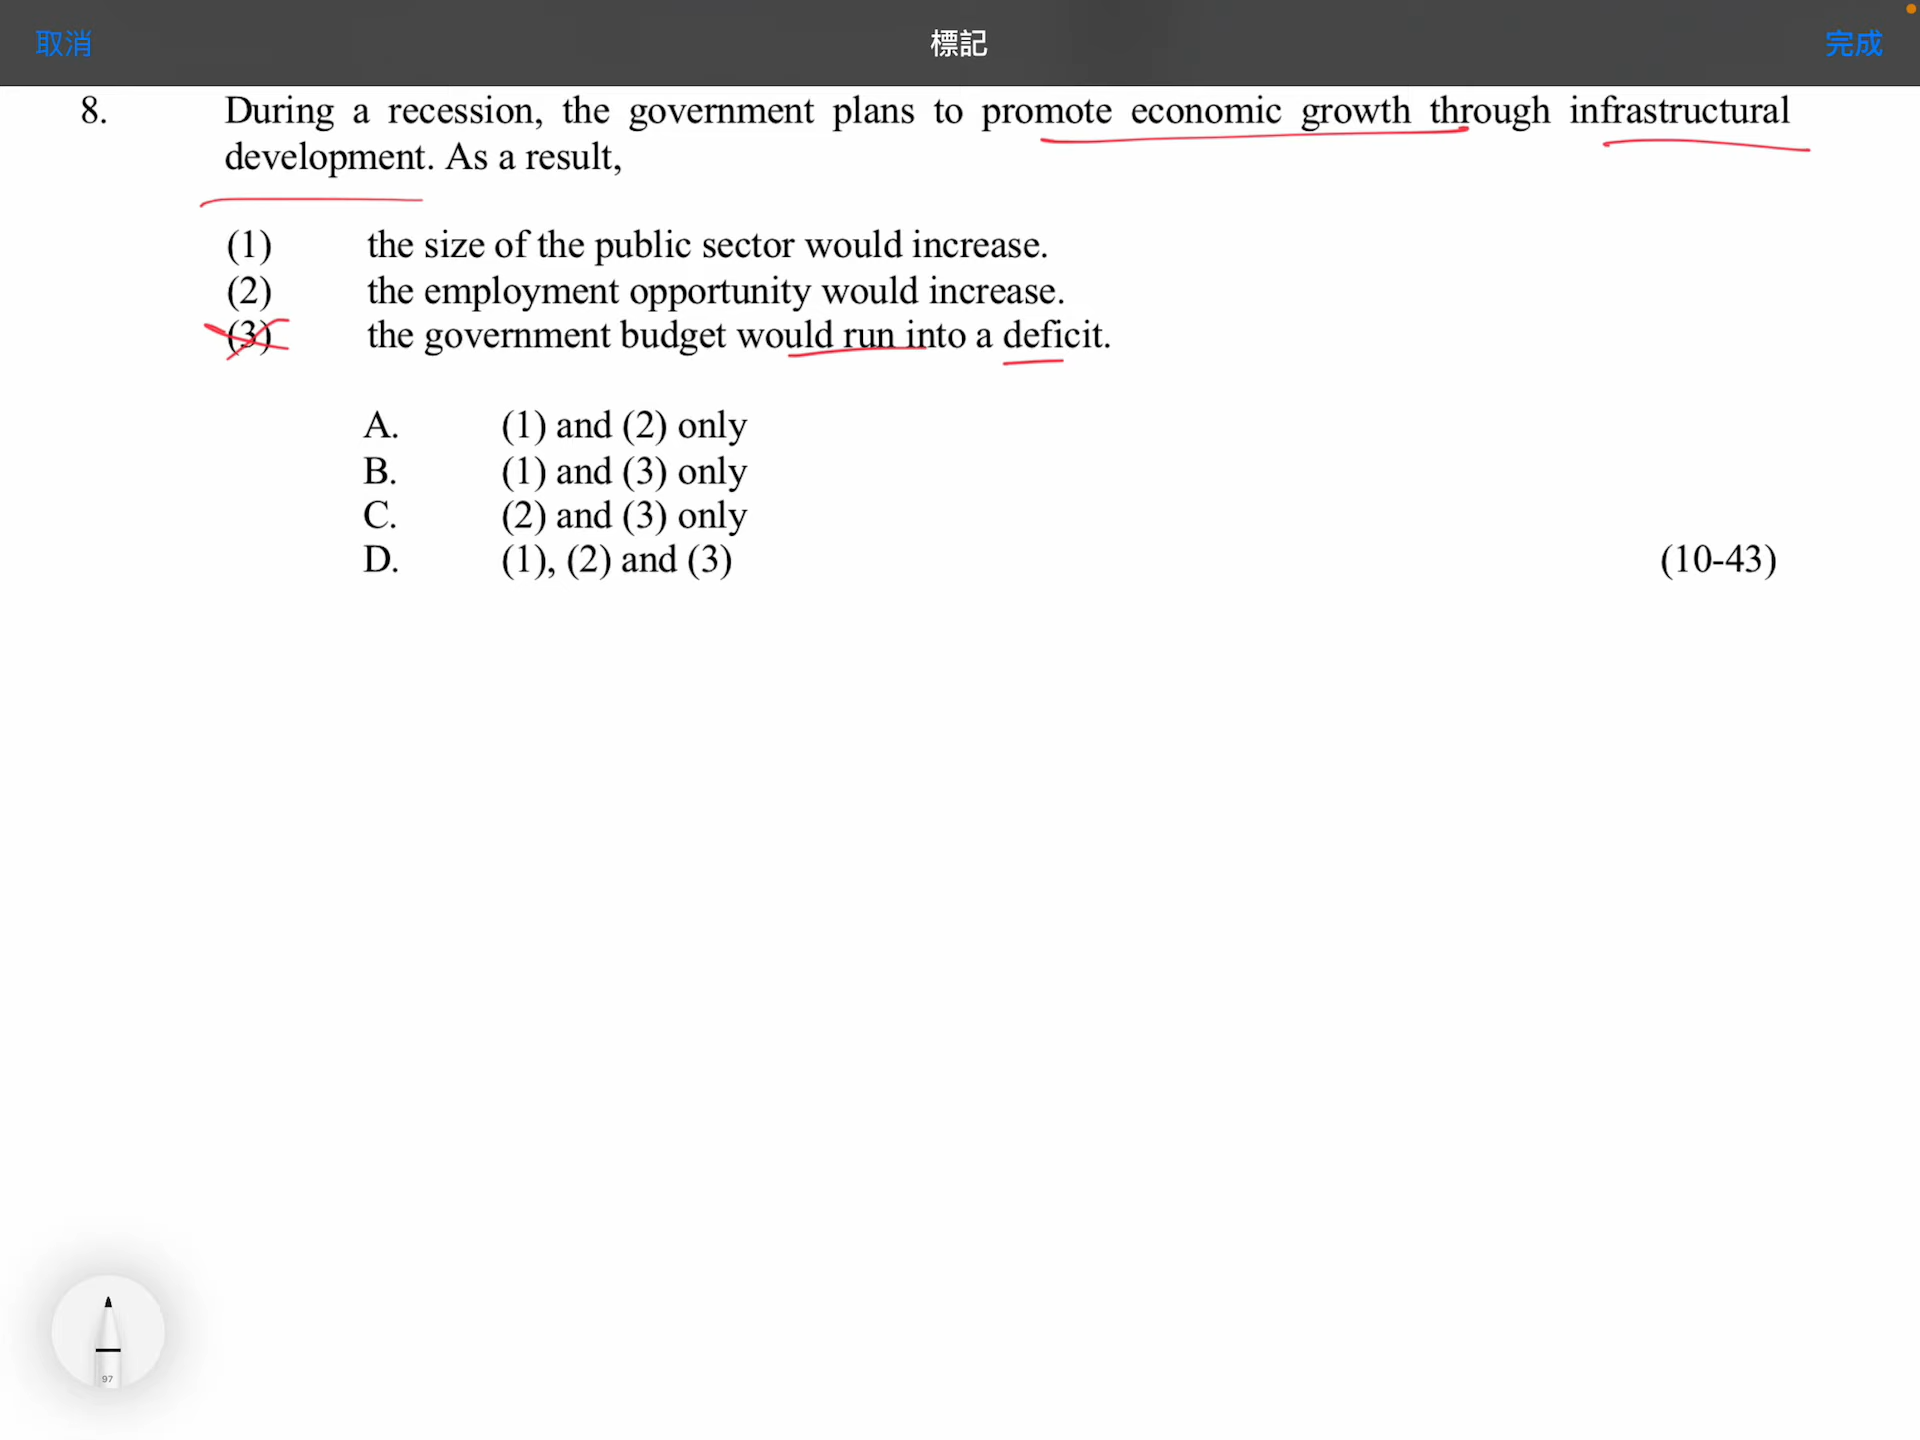 取消
標記
完成
8. During a recession, the government plans to promote economic growth through infrastructural
development. As a result,
(1) the size of the public sector would increase.
(2) the employment opportunity would increase.
(3) the government budget would run into a deficit.
A. (1) and (2) only
B. (1) and (3) only
C. (2) and (3) only
D. (1), (2) and (3)
(10-43)
97